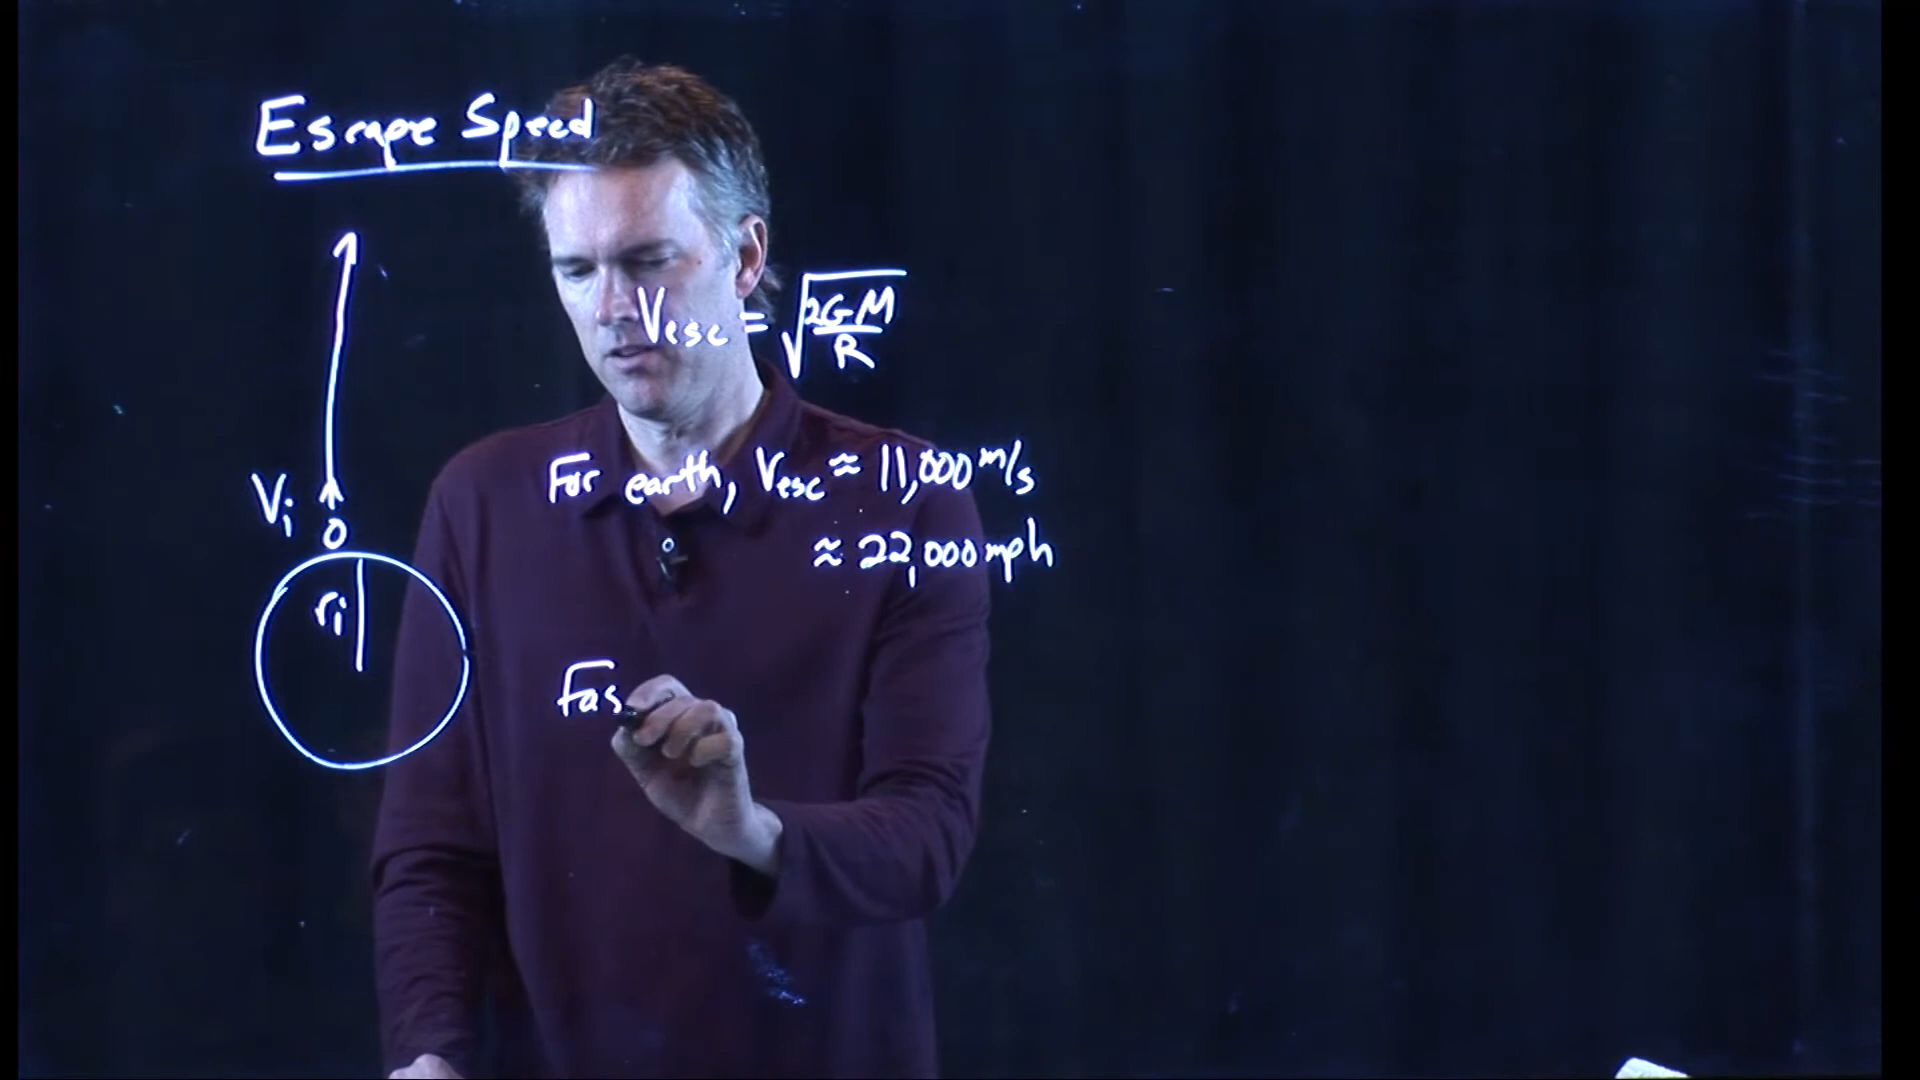 Escape Speed
Vesc = √2GM/R
For earth, Vesc ≈ 11,000 m/s
≈ 22,000 mph
Vi
ri
Fas